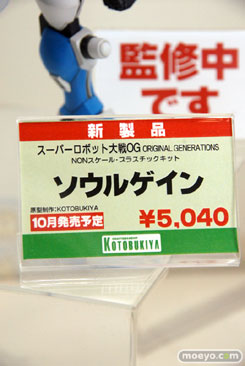 監修中
です
新製品
スーパーロボット大戦OG ORIGINAL GENERATIONS
NONスケール・プラスチックキット
ソウルゲイン
原型制作:KOTOBUKIYA
10月発売予定
¥5,040
KOTOBUKIYA
moeyo.com